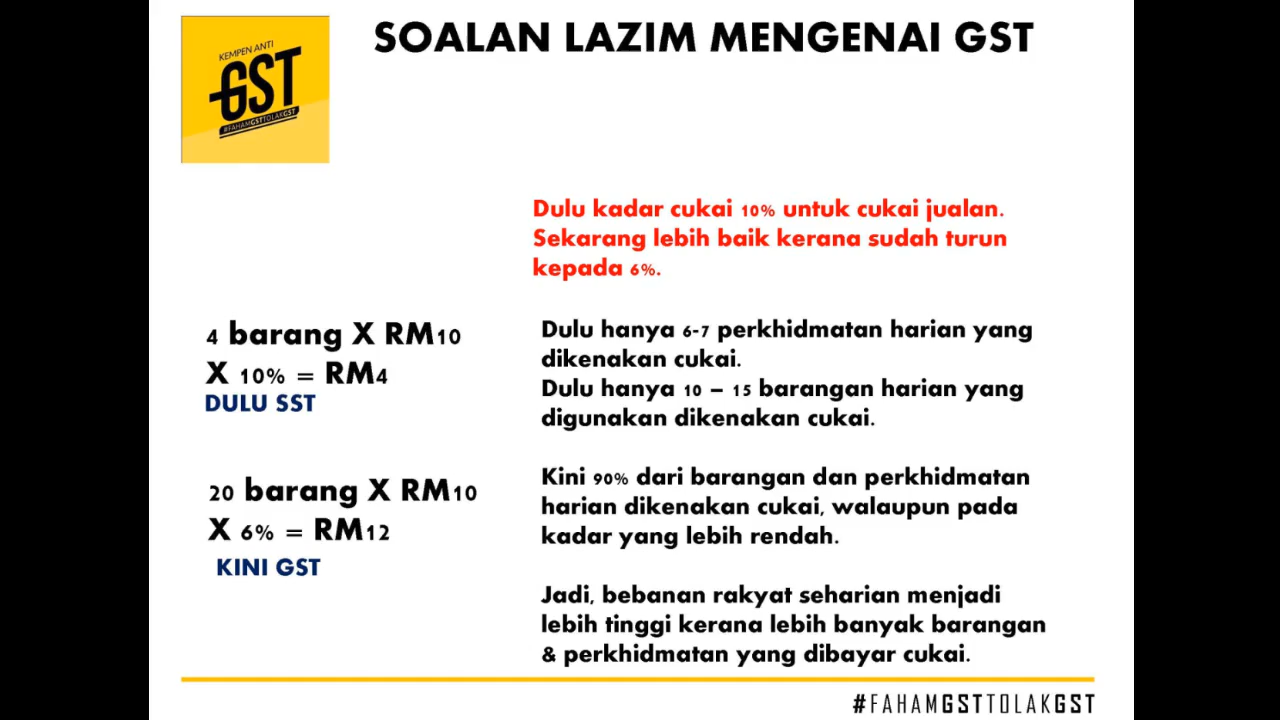 KEMPEN ANTI
GST
#FAHAMGSTTOLAKGST
SOALAN LAZIM MENGENAI GST
Dulu kadar cukai 10% untuk cukai jualan.
Sekarang lebih baik kerana sudah turun
kepada 6%.
4 barang X RM10
X 10% = RM4
DULU SST
20 barang X RM10
X 6% = RM12
KINI GST
Dulu hanya 6-7 perkhidmatan harian yang
dikenakan cukai.
Dulu hanya 10 – 15 barangan harian yang
digunakan dikenakan cukai.
Kini 90% dari barangan dan perkhidmatan
harian dikenakan cukai, walaupun pada
kadar yang lebih rendah.
Jadi, bebanan rakyat seharian menjadi
lebih tinggi kerana lebih banyak barangan
& perkhidmatan yang dibayar cukai.
#FAHAMGSTTOLAKGST